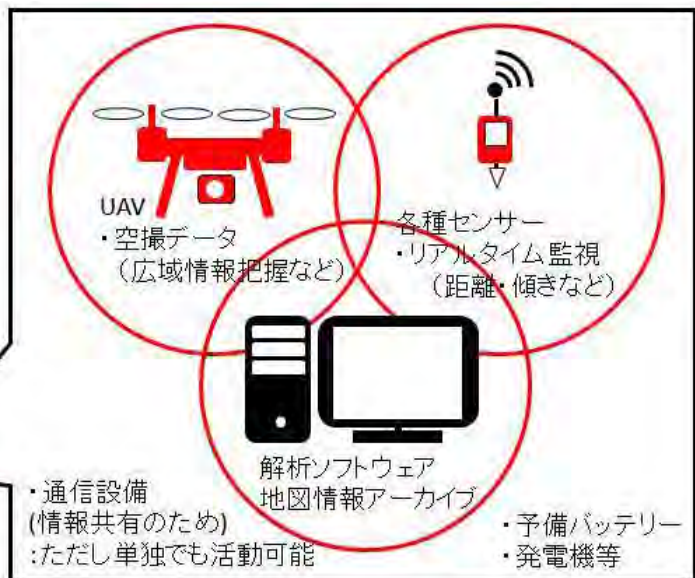 UAV
・空撮データ
（広域情報把握など）
各種センサー
・リアルタイム監視
（距離・傾きなど）
解析ソフトウェア
地図情報アーカイブ
・通信設備
(情報共有のため)
:ただし単独でも活動可能
・予備バッテリー
・発電機等